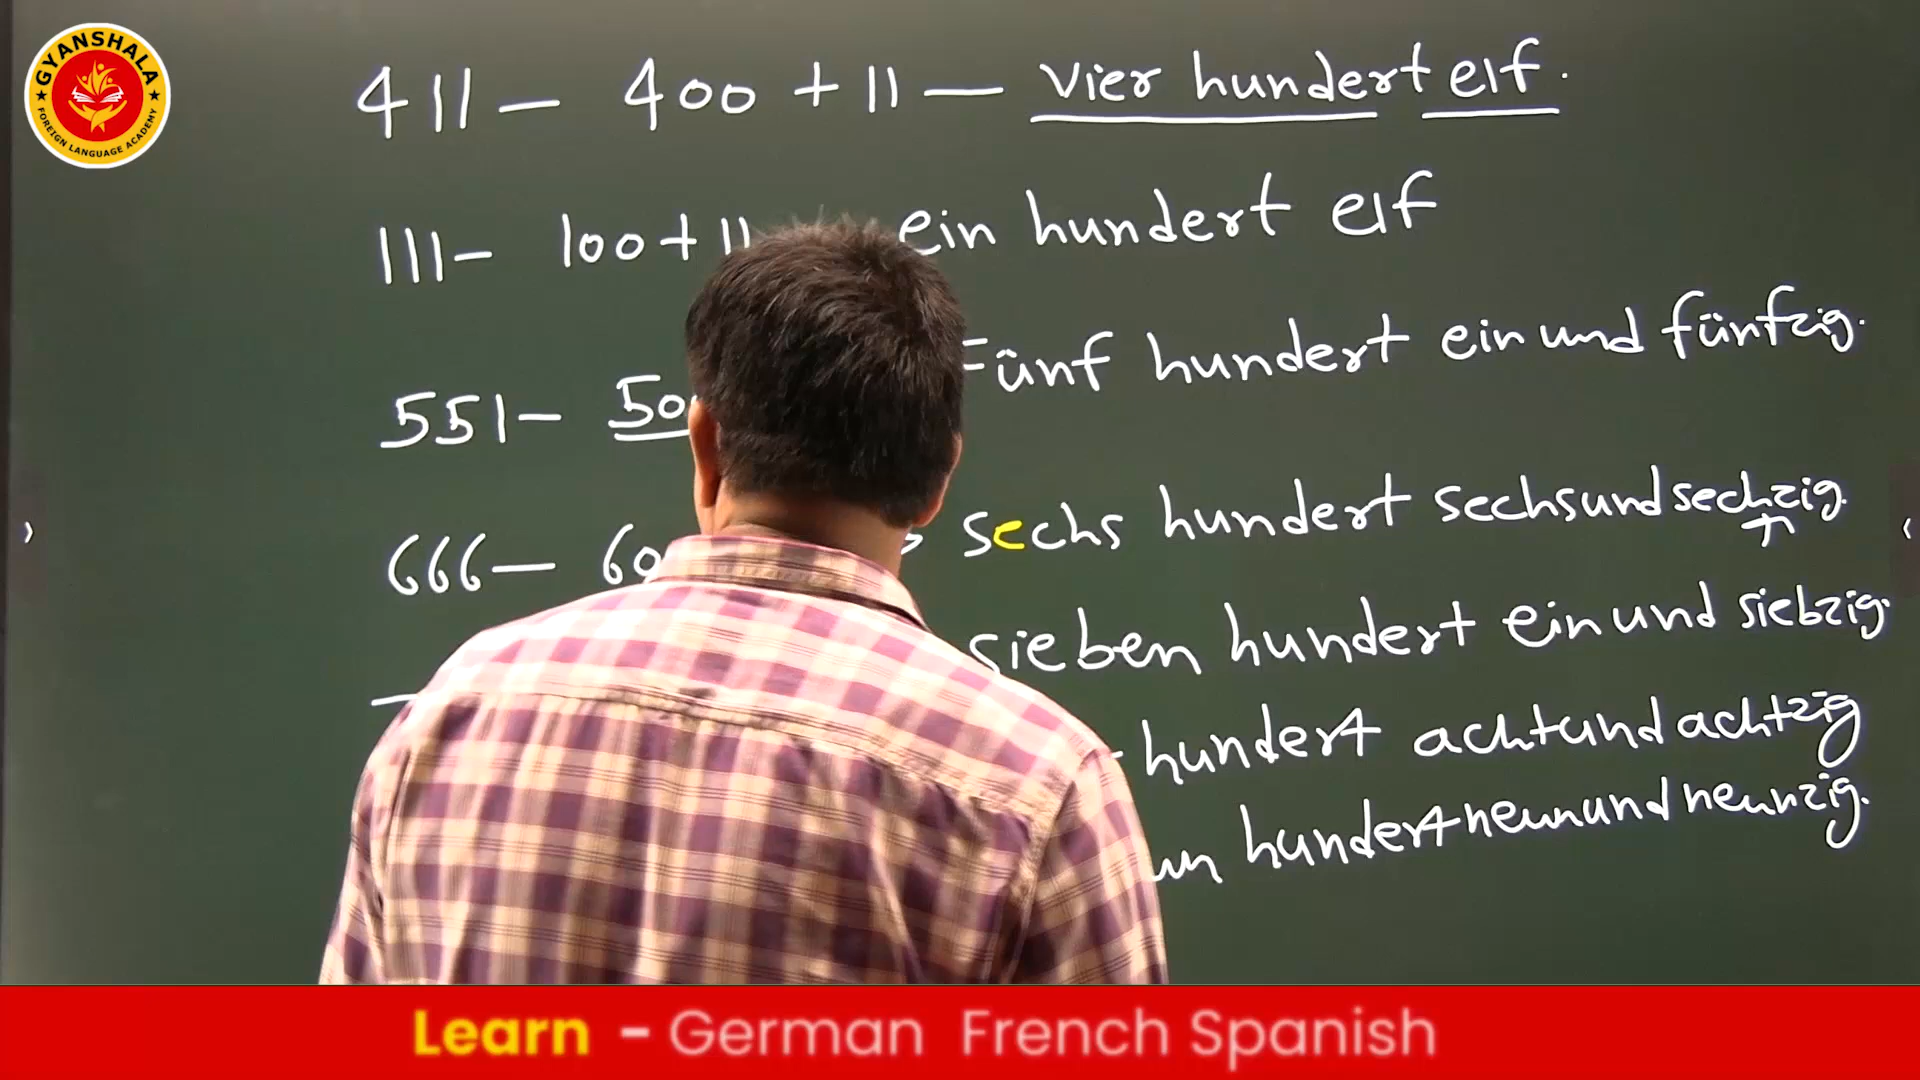 GYANSHALA
FOREIGN LANGUAGE ACADEMY
411 — 400 + 11 — vier hundert elf.
111 - 100 + 11 ein hundert elf
551 - 50 Fünf hundert ein und fünfzig.
666 — 60 sechs hundert sechsundsechzig.
sieben hundert ein und siebzig.
hundert achtundachtzig
hundert neunundneunzig.
Learn - German French Spanish